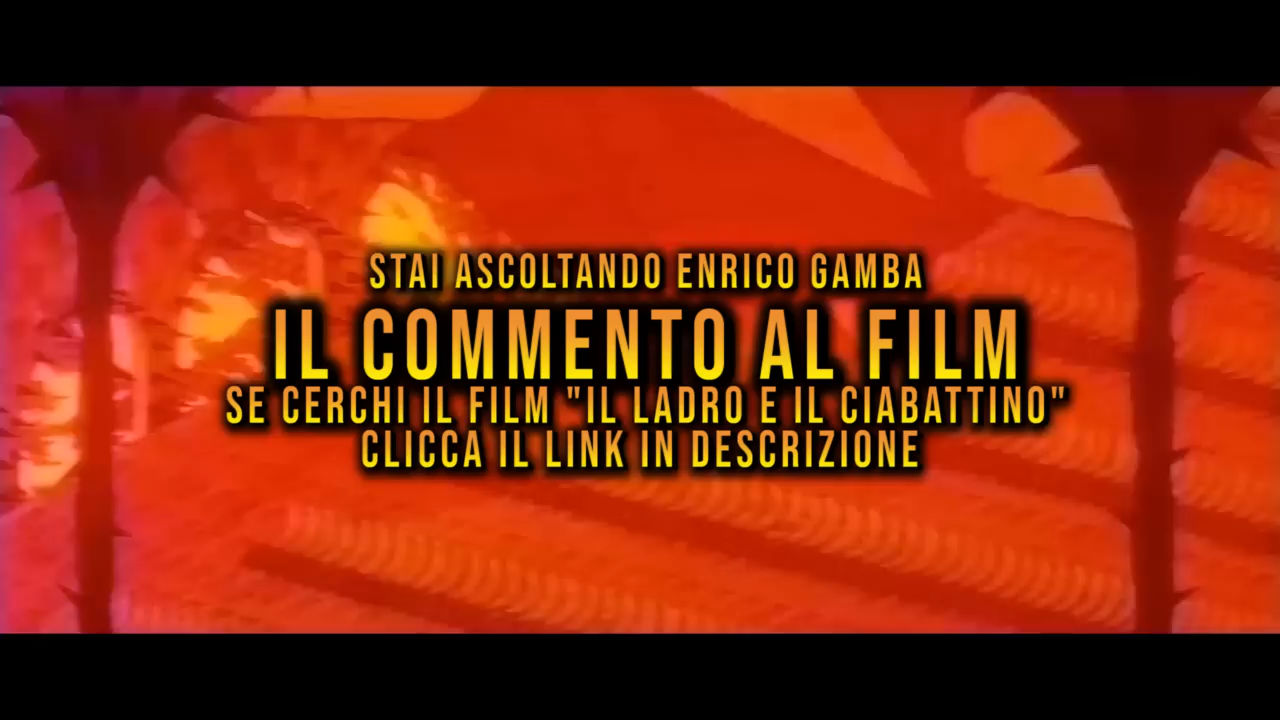 STAI ASCOLTANDO ENRICO GAMBA
IL COMMENTO AL FILM
SE CERCHI IL FILM "IL LADRO E IL CIABATTINO"
CLICCA IL LINK IN DESCRIZIONE